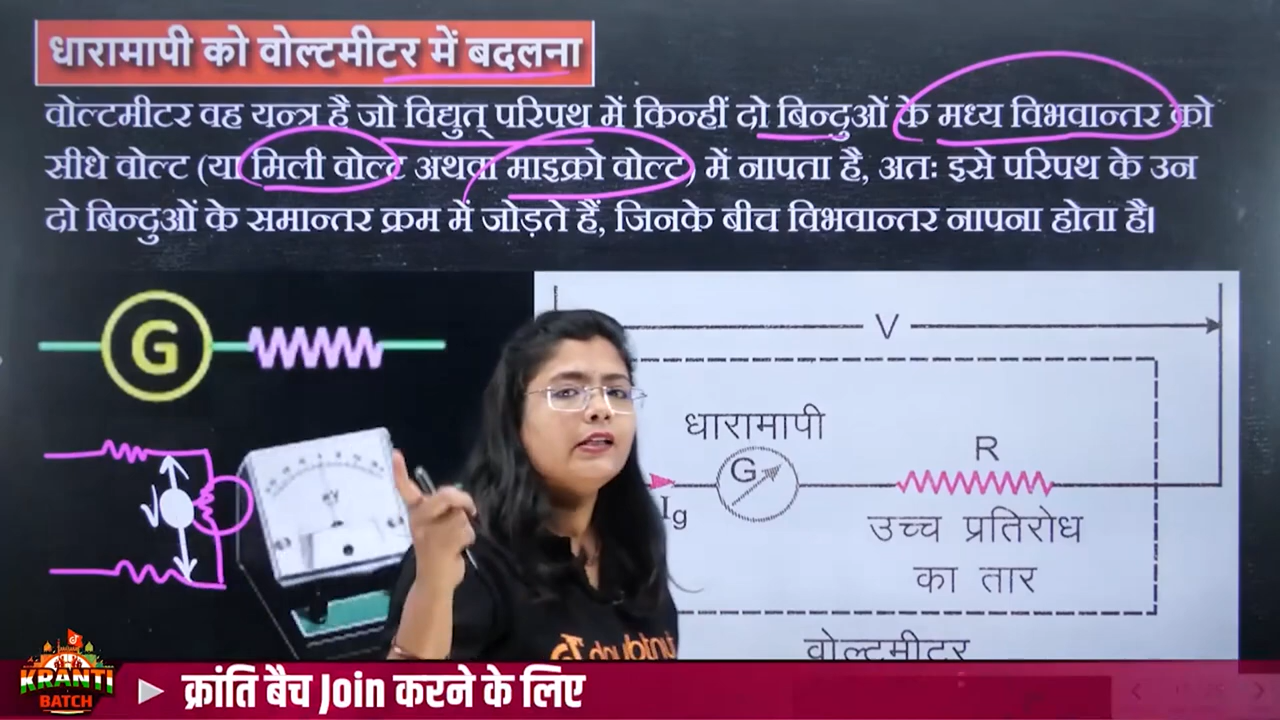 धारामापी को वोल्टमीटर में बदलना
वोल्टमीटर वह यन्त्र है जो विद्युत् परिपथ में किन्हीं दो बिन्दुओं के मध्य विभवान्तर को
सीधे वोल्ट (या मिली वोल्ट अथवा माइक्रो वोल्ट) में नापता है, अतः इसे परिपथ के उन
दो बिन्दुओं के समान्तर क्रम में जोड़ते हैं, जिनके बीच विभवान्तर नापना होता है।
G
V
V
धारामापी
G
R
Ig
उच्च प्रतिरोध
का तार
वोल्टमीटर
doubtnut
KRANTI
BATCH
क्रांति बैच Join करने के लिए